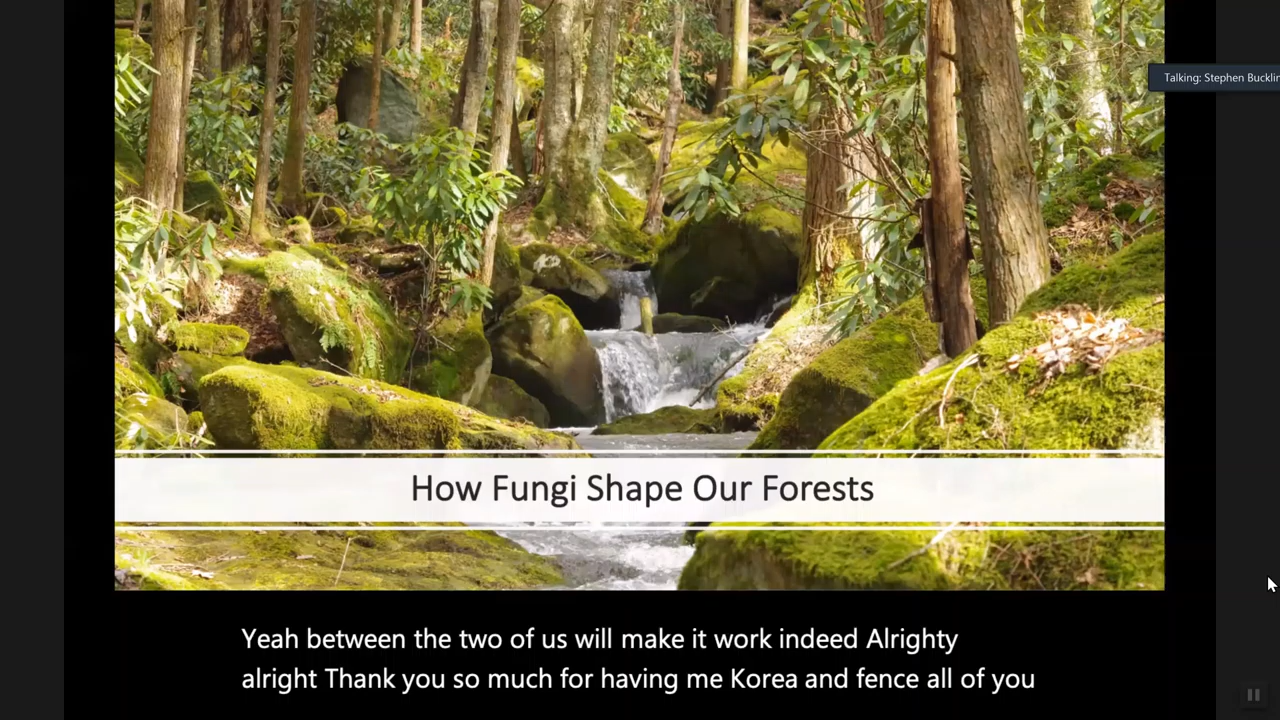 Talking: Stephen Bucklin
How Fungi Shape Our Forests
Yeah between the two of us will make it work indeed Alrighty
alright Thank you so much for having me Korea and fence all of you